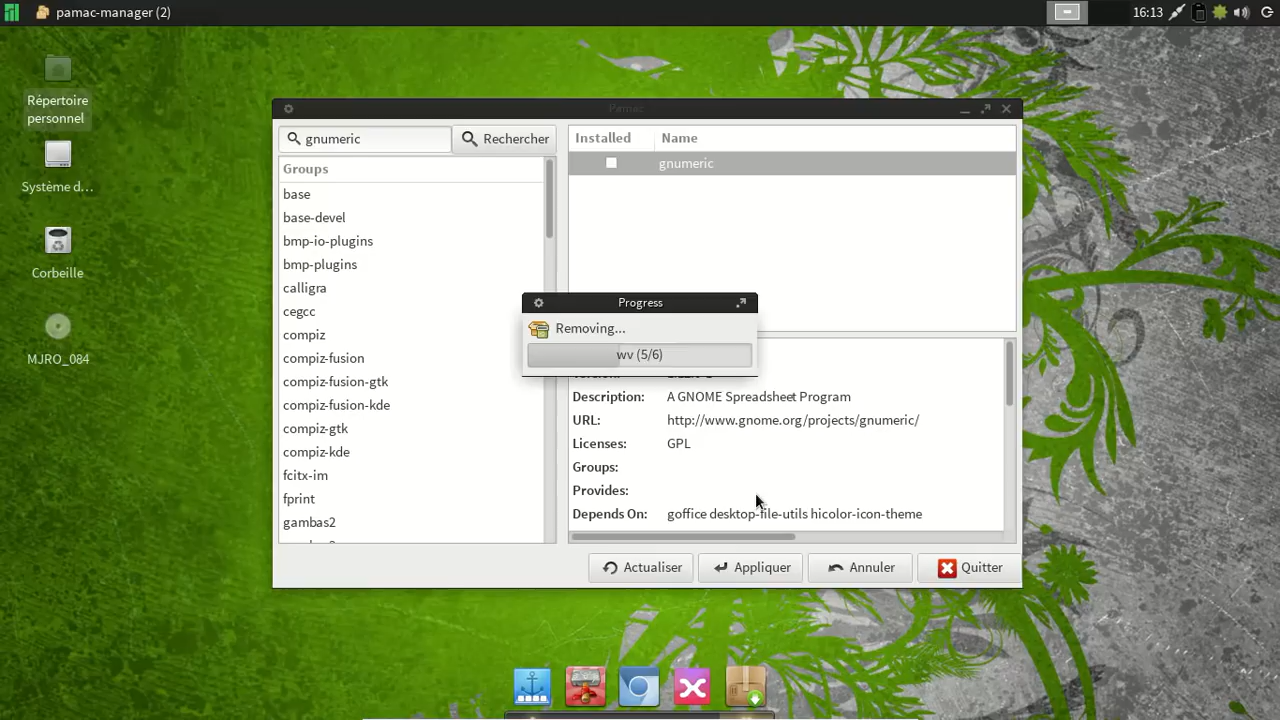 pamac-manager (2)
16:13
Répertoire
personnel
Système d...
Corbeille
MJRO_084
Pamac
gnumeric
Rechercher
Groups
base
base-devel
bmp-io-plugins
bmp-plugins
calligra
cegcc
compiz
compiz-fusion
compiz-fusion-gtk
compiz-fusion-kde
compiz-gtk
compiz-kde
fcitx-im
fprint
gambas2
Installed Name
gnumeric
Progress
Removing...
wv (5/6)
Description: A GNOME Spreadsheet Program
URL: http://www.gnome.org/projects/gnumeric/
Licenses: GPL
Groups:
Provides:
Depends On: goffice desktop-file-utils hicolor-icon-theme
Actualiser
Appliquer
Annuler
Quitter